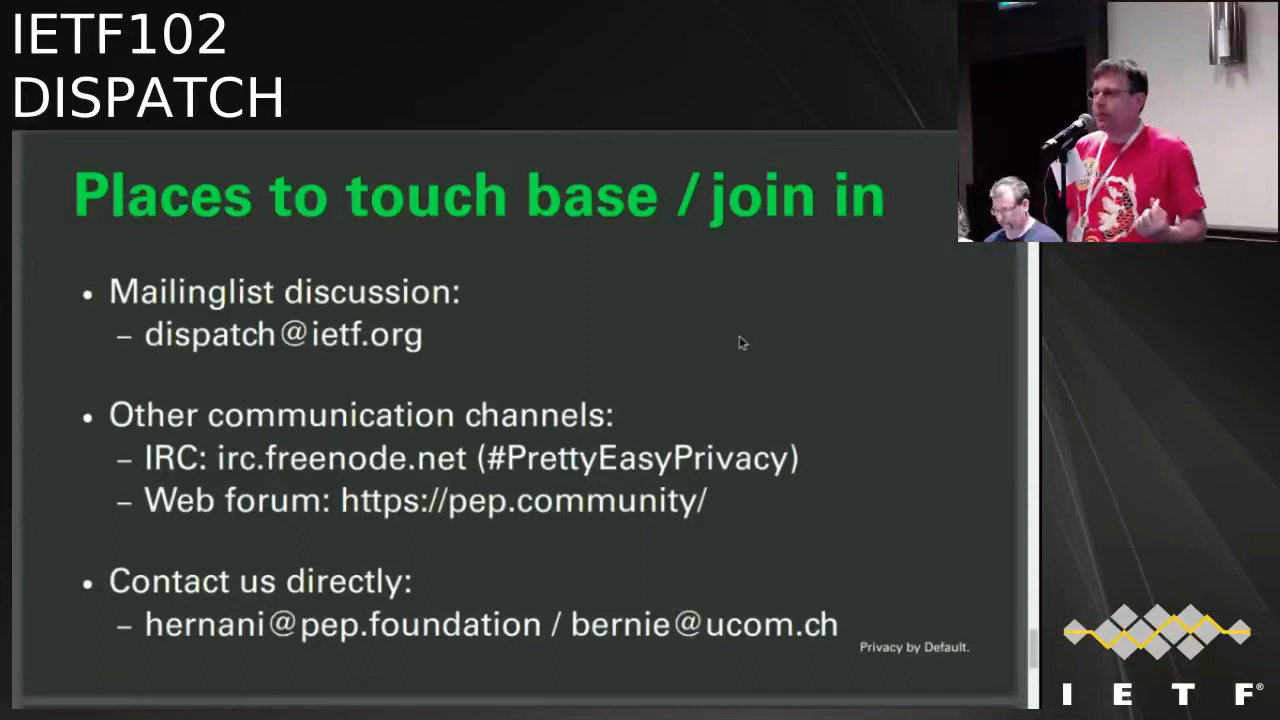 IETF102
DISPATCH
Places to touch base / join in
• Mailinglist discussion:
– dispatch@ietf.org
• Other communication channels:
– IRC: irc.freenode.net (#PrettyEasyPrivacy)
– Web forum: https://pep.community/
• Contact us directly:
– hernani@pep.foundation / bernie@ucom.ch
Privacy by Default.
I E T F®